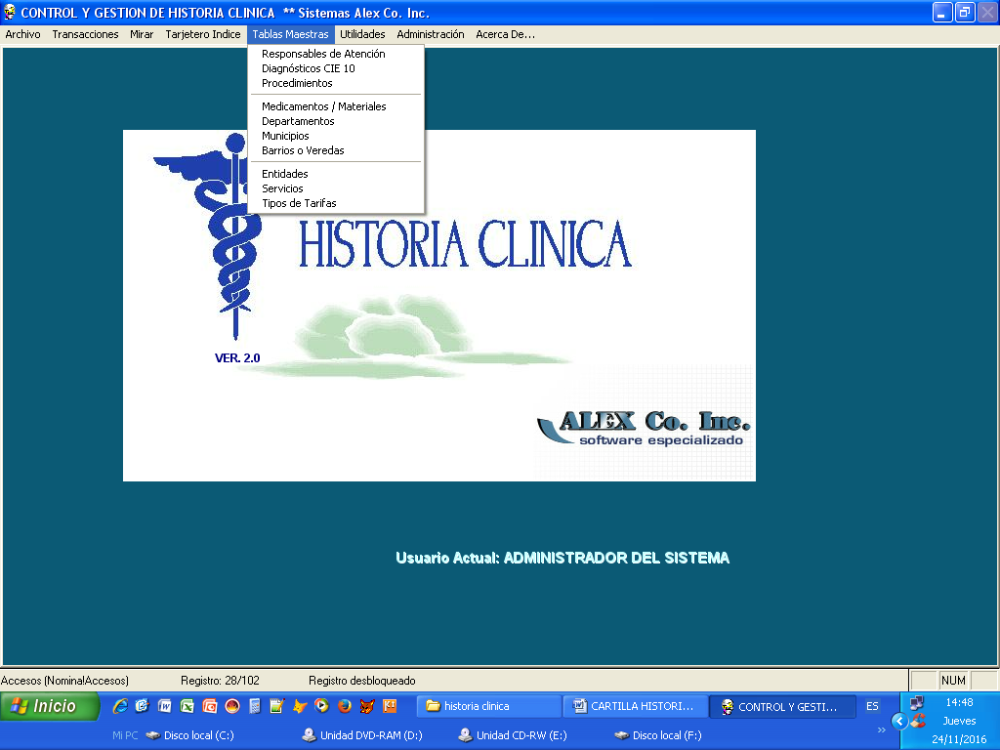 CONTROL Y GESTION DE HISTORIA CLINICA ** Sistemas Alex Co. Inc.
Archivo Transacciones Mirar Tarjetero Indice Tablas Maestras Utilidades Administración Acerca De...
Responsables de Atención
Diagnósticos CIE 10
Procedimientos
Medicamentos / Materiales
Departamentos
Municipios
Barrios o Veredas
Entidades
Servicios
Tipos de Tarifas
HISTORIA CLINICA
VER. 2.0
ALEX Co. Inc.
software especializado
Usuario Actual: ADMINISTRADOR DEL SISTEMA
Accesos (Nomina!Accesos) Registro: 28/102 Registro desbloqueado NUM
Inicio historia clinica CARTILLA HISTORI... CONTROL Y GESTI... ES 14:48
Jueves
Mi PC Disco local (C:) Unidad DVD-RAM (D:) Unidad CD-RW (E:) Disco local (F:) 24/11/2016